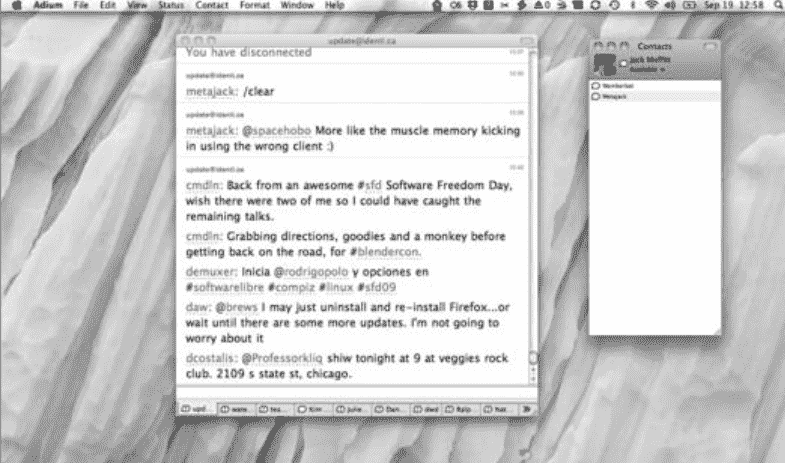 Adium File Edit View Status Contact Format Window Help Sep 19 12:58
update@identi.ca
You have disconnected
update@identi.ca
metajack: /clear
update@identi.ca
metajack: @spacehobo More like the muscle memory kicking
in using the wrong client :)
update@identi.ca
cmdln: Back from an awesome #sfd Software Freedom Day,
wish there were two of me so I could have caught the
remaining talks.
cmdln: Grabbing directions, goodies and a monkey before
getting back on the road, for #blendercon.
demuxer: Inicia @rodrigopolo y opciones en
#softwarelibre #compiz #linux #sfd09
daw: @brews I may just uninstall and re-install Firefox...or
wait until there are some more updates. I'm not going to
worry about it
dcostalis: @Professorkliq shiw tonight at 9 at veggies rock
club. 2109 s state st, chicago.
upd...
Contacts
Jack Moffitt
Available
Metajack